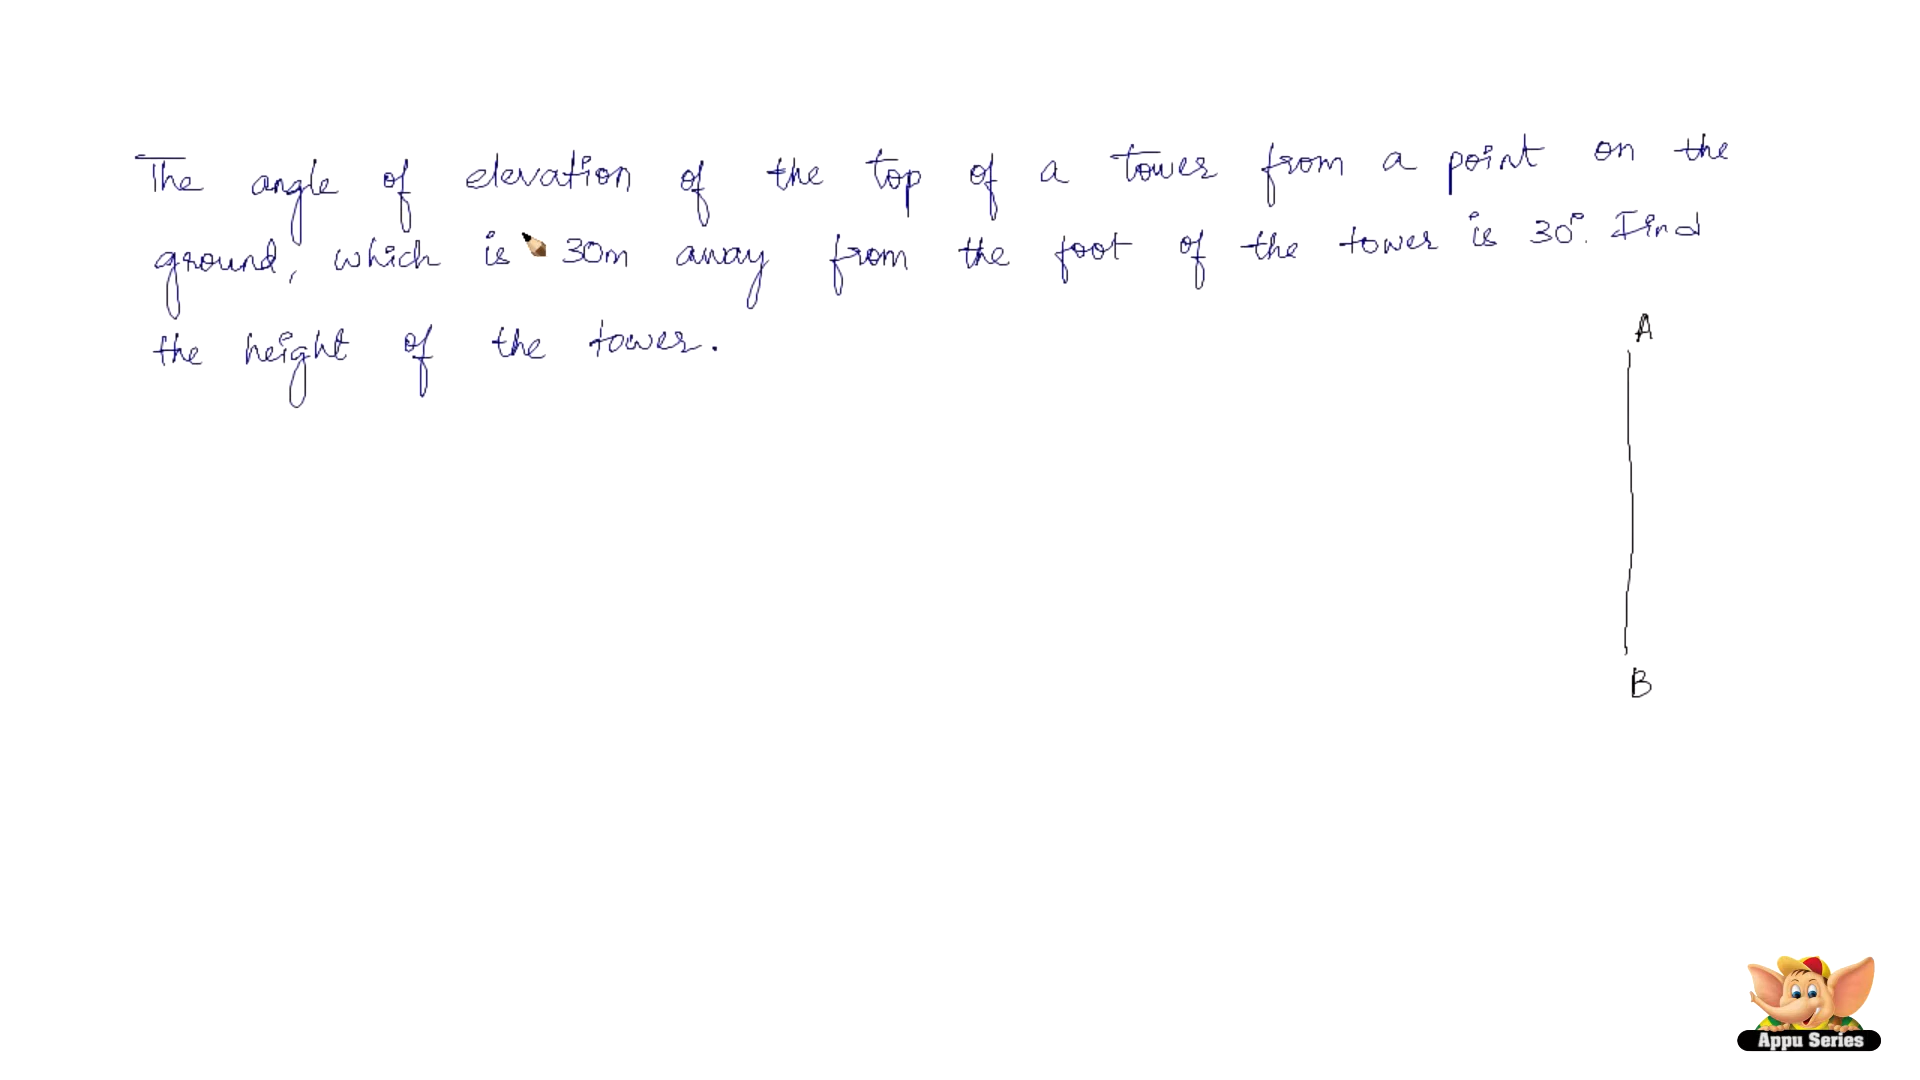 The angle of elevation of the top of a tower from a point on the
ground, which is 30m away from the foot of the tower is 30°. Find
the height of the tower.
A
B
Appu Series